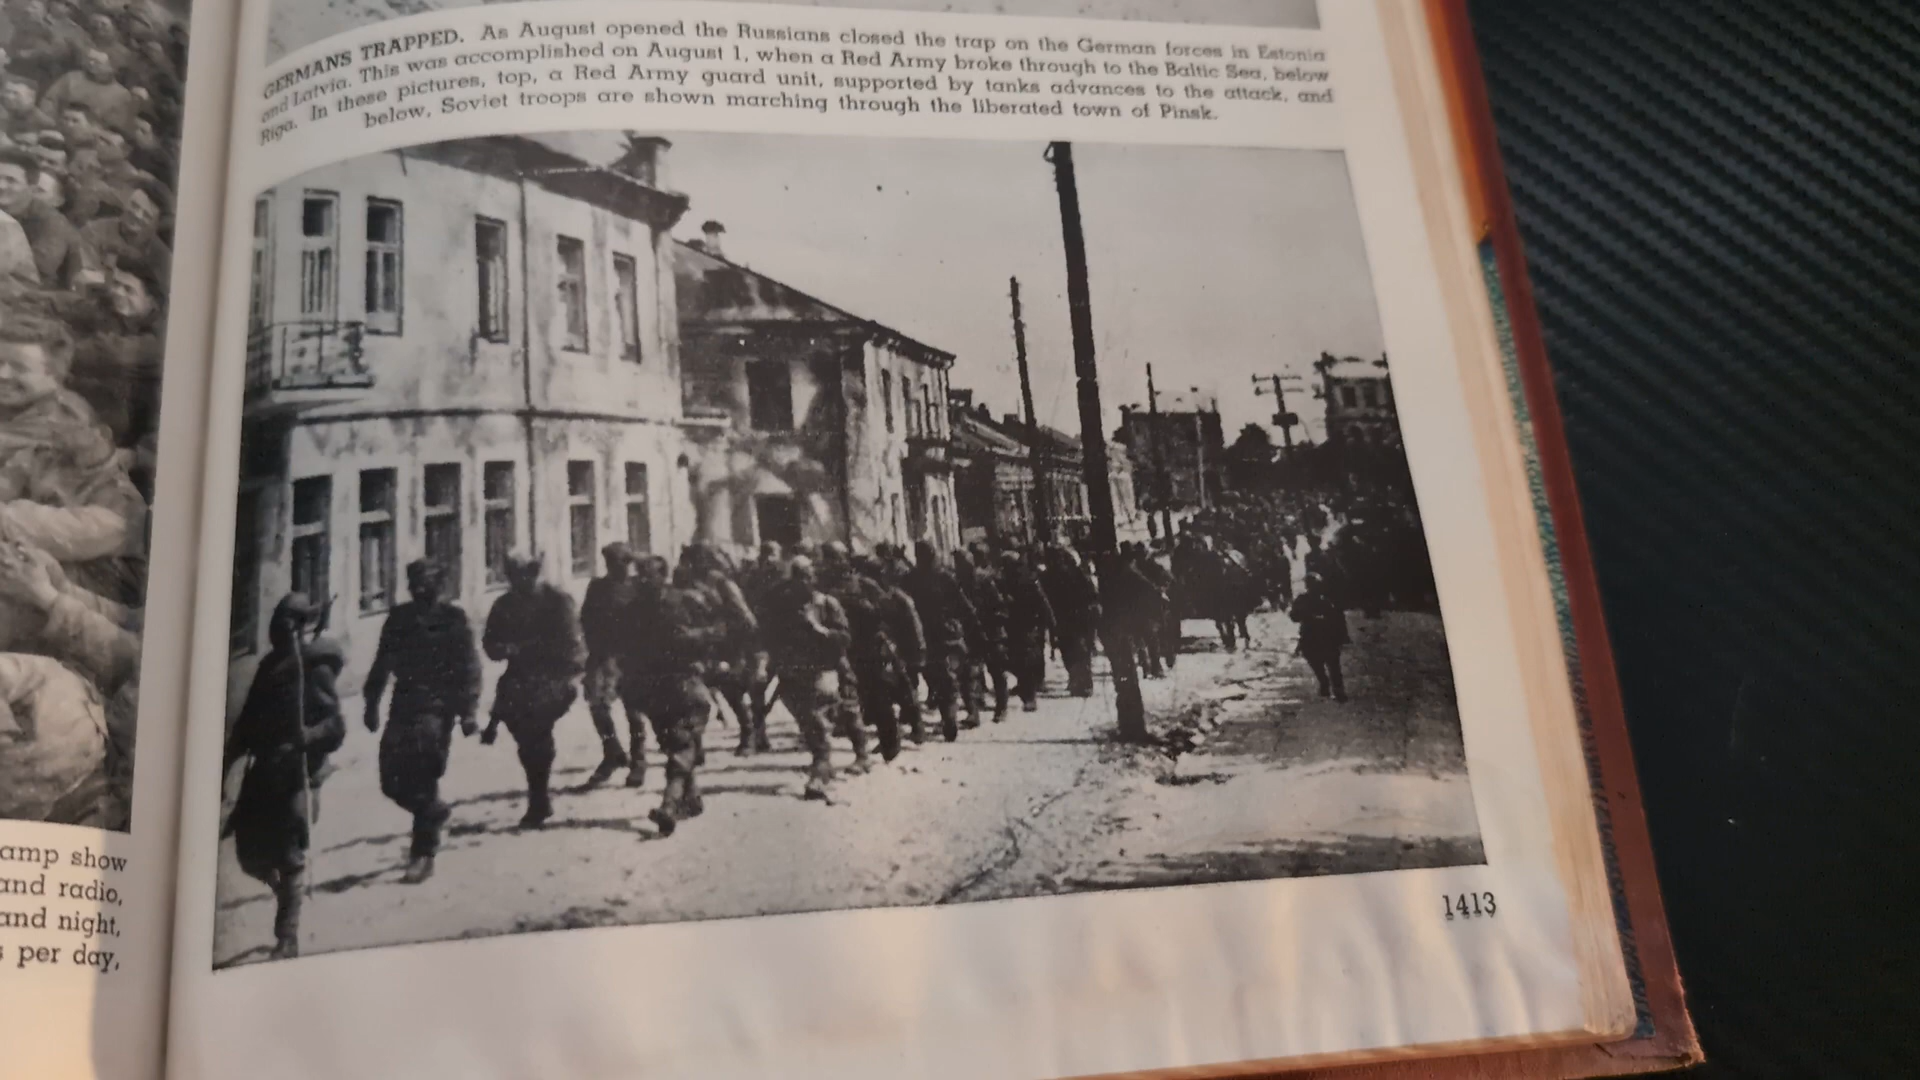 GERMANS TRAPPED. As August opened the Russians closed the trap on the German forces in Estonia
and Latvia. This was accomplished on August 1, when a Red Army broke through to the Baltic Sea, below
Riga. In these pictures, top, a Red Army guard unit, supported by tanks advances to the attack, and
below, Soviet troops are shown marching through the liberated town of Pinsk.
amp show
and radio,
and night,
per day,
1413